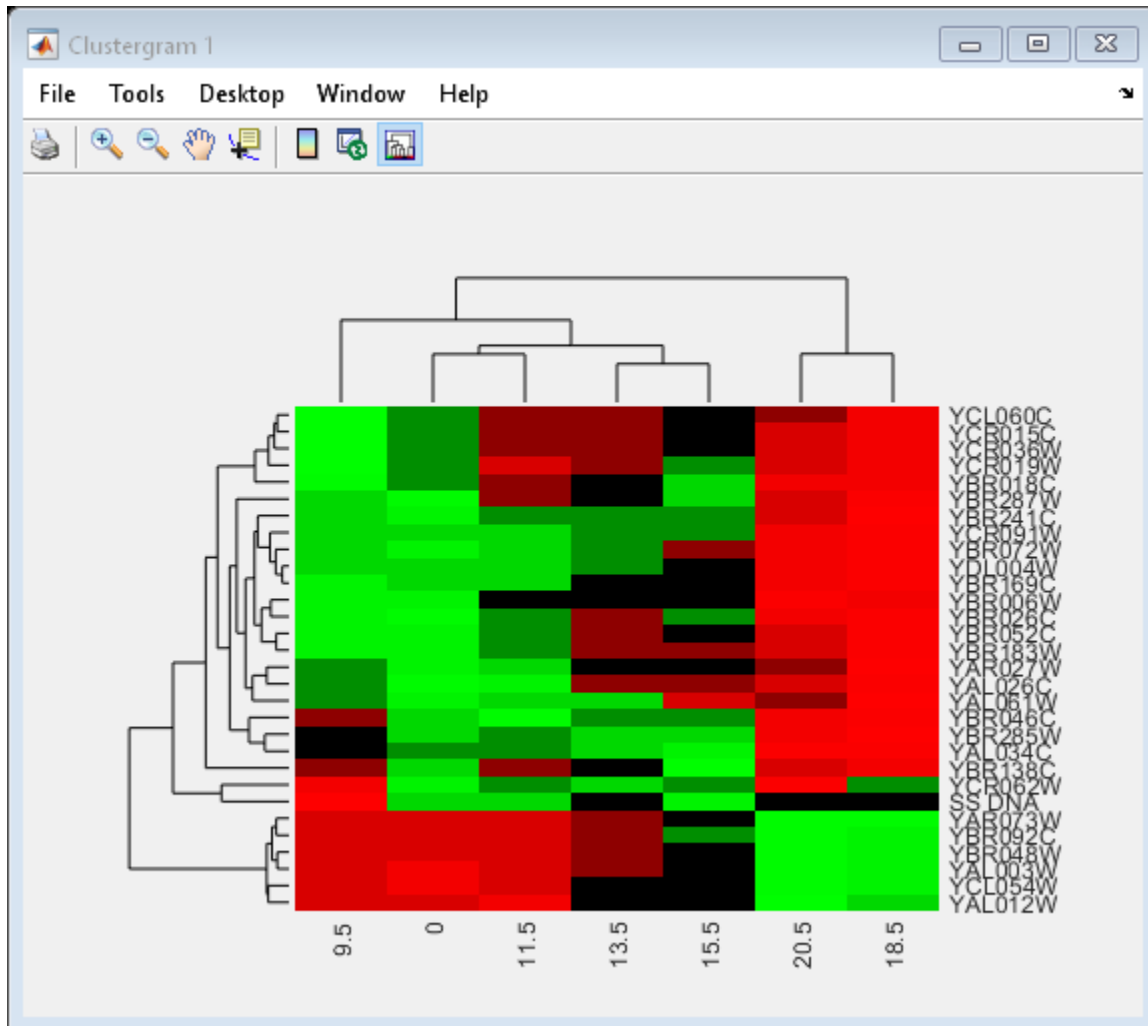 Clustergram 1
File Tools Desktop Window Help
YCL060C
YCR015C
YCR036W
YCR019W
YBR018C
YBR287W
YBR241C
YCR091W
YBR072W
YDL004W
YBR169C
YBR006W
YBR026C
YBR052C
YBR183W
YAR027W
YAL026C
YAL061W
YBR046C
YBR285W
YAL034C
YBR138C
YCR062W
SS DNA
YAR073W
YBR092C
YBR048W
YAL003W
YCL054W
YAL012W
9.5 0 11.5 13.5 15.5 20.5 18.5